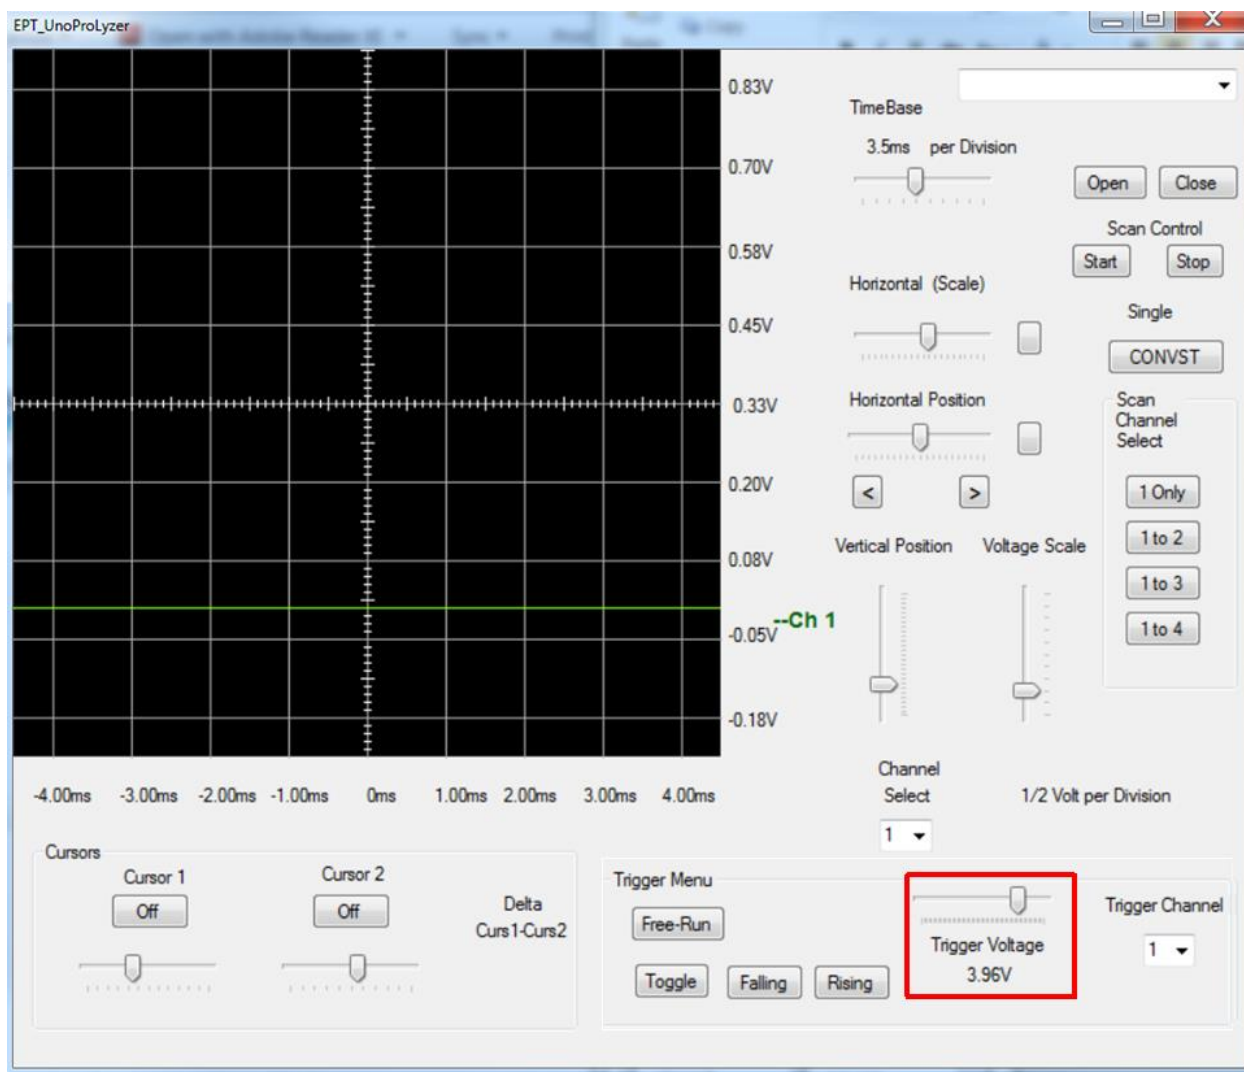 EPT_UnoProLyzer
Copy
0.83V
0.70V
0.58V
0.45V
0.33V
0.20V
0.08V
-0.05V
-0.18V
--Ch 1
-4.00ms -3.00ms -2.00ms -1.00ms 0ms 1.00ms 2.00ms 3.00ms 4.00ms
TimeBase
3.5ms per Division
Open Close
Scan Control
Start Stop
Horizontal (Scale)
Single
CONVST
Horizontal Position
< >
Scan
Channel
Select
1 Only
1 to 2
1 to 3
1 to 4
Vertical Position Voltage Scale
Channel
Select
1
1/2 Volt per Division
Cursors
Cursor 1 Cursor 2
Off Off
Delta
Curs1-Curs2
Trigger Menu
Free-Run
Toggle Falling Rising
Trigger Voltage
3.96V
Trigger Channel
1